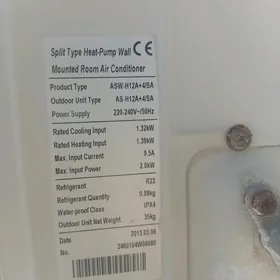 Split Type Heat-Pump Wall CE
Mounted Room Air Conditioner
Product Type ASW-H12A+4/SA
Outdoor Unit Type AS-H12A+4/SA
Power Supply 220-240V~/50Hz
Rated Cooling Input 1.32kW
Rated Heating Input 1.38kW
Max. Input Current 9.5A
Max. Input Power 2.0kW
Refrigerant R22
Refrigerant Quantity 0.08kg
Water-proof Class IPX4
Outdoor Unit Net Weight 35kg
Date 2013.03.06
No.